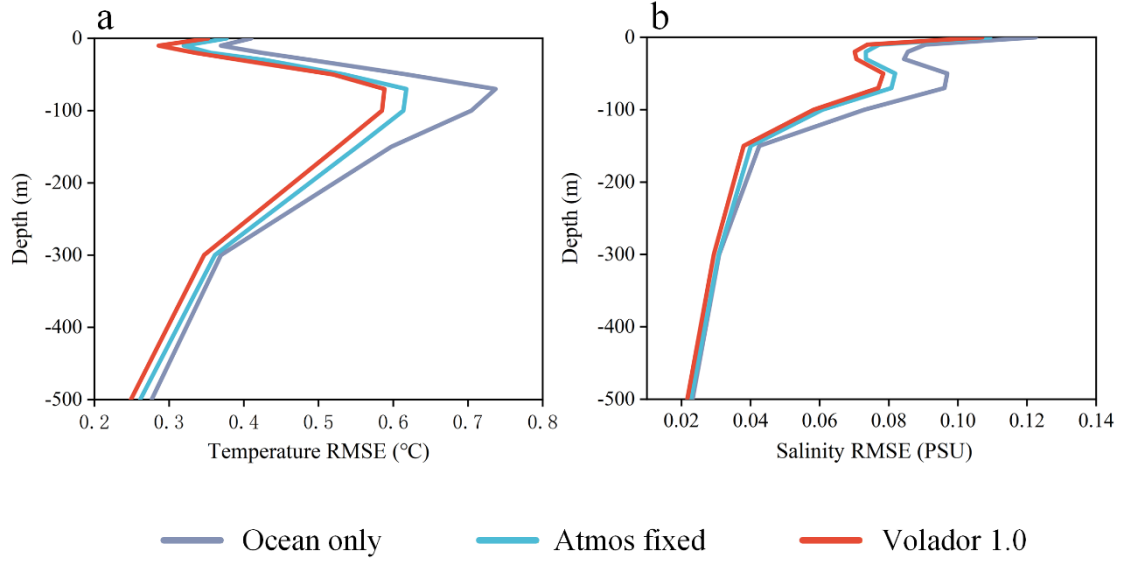 a
0
-100
-200
-300
-400
-500
Depth (m)
0.2 0.3 0.4 0.5 0.6 0.7 0.8
Temperature RMSE (℃)
b
0
-100
-200
-300
-400
-500
Depth (m)
0.02 0.04 0.06 0.08 0.10 0.12 0.14
Salinity RMSE (PSU)
Ocean only Atmos fixed Volador 1.0